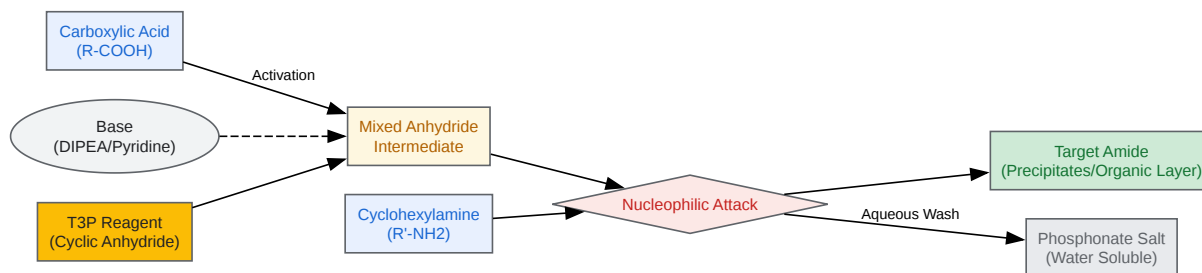 Carboxylic Acid
(R-COOH)
Activation
Base
(DIPEA/Pyridine)
Mixed Anhydride
Intermediate
T3P Reagent
(Cyclic Anhydride)
Cyclohexylamine
(R'-NH2)
Nucleophilic Attack
Target Amide
(Precipitates/Organic Layer)
Aqueous Wash
Phosphonate Salt
(Water Soluble)